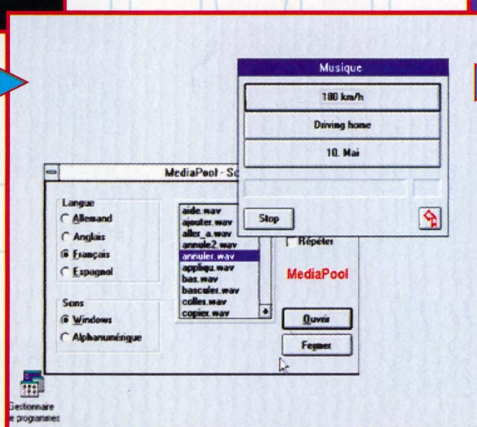 Musique
180 km/h
Driving home
10. Mai
Stop
MediaPool - So
Langue
Allemand
Anglais
Français
Espagnol
Sons
Windows
Alphanumérique
aide.wav
ajouter.wav
aller_a.wav
annule2.wav
annuler.wav
appliqu.wav
bas.wav
basculer.wav
coller.wav
copier.wav
Répéter
MediaPool
Ouvrir
Fermer
Gestionnaire
e programmes